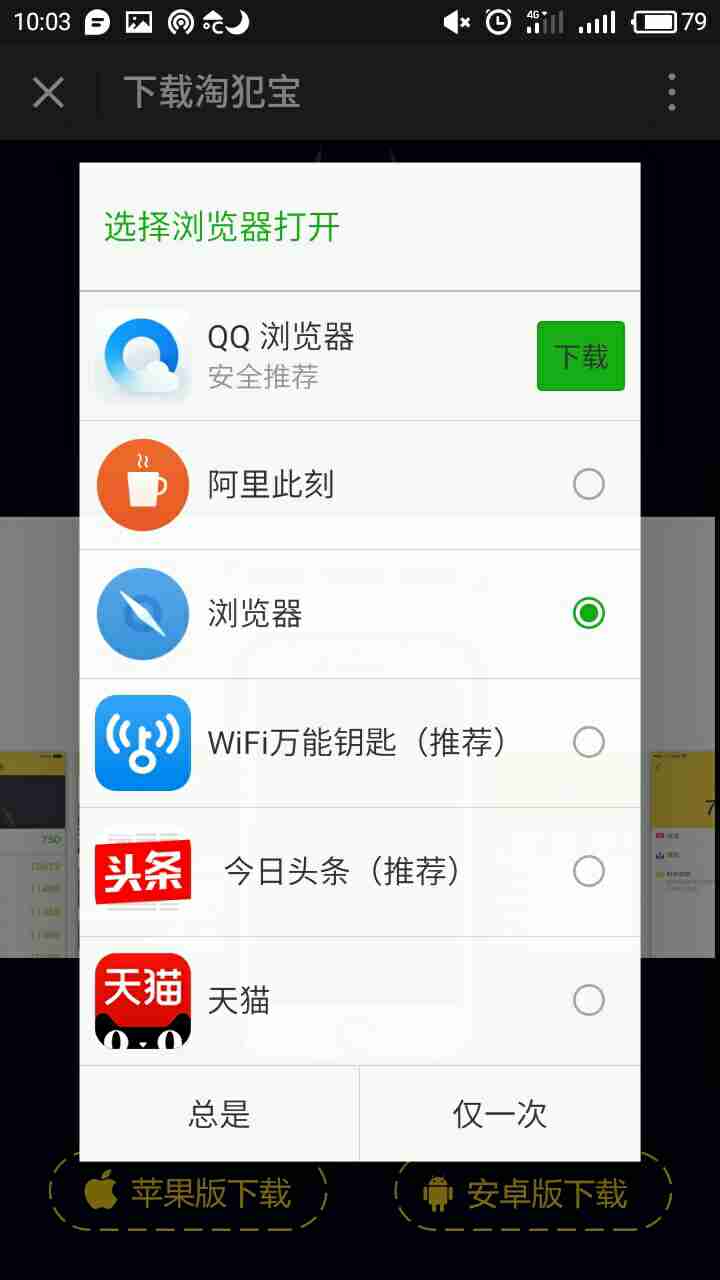 10:03
4G
79
下载淘犯宝
选择浏览器打开
QQ 浏览器
安全推荐
下载
阿里此刻
浏览器
WiFi万能钥匙（推荐）
头条
今日头条（推荐）
天猫
天猫
750
7
总是
仅一次
苹果版下载
安卓版下载